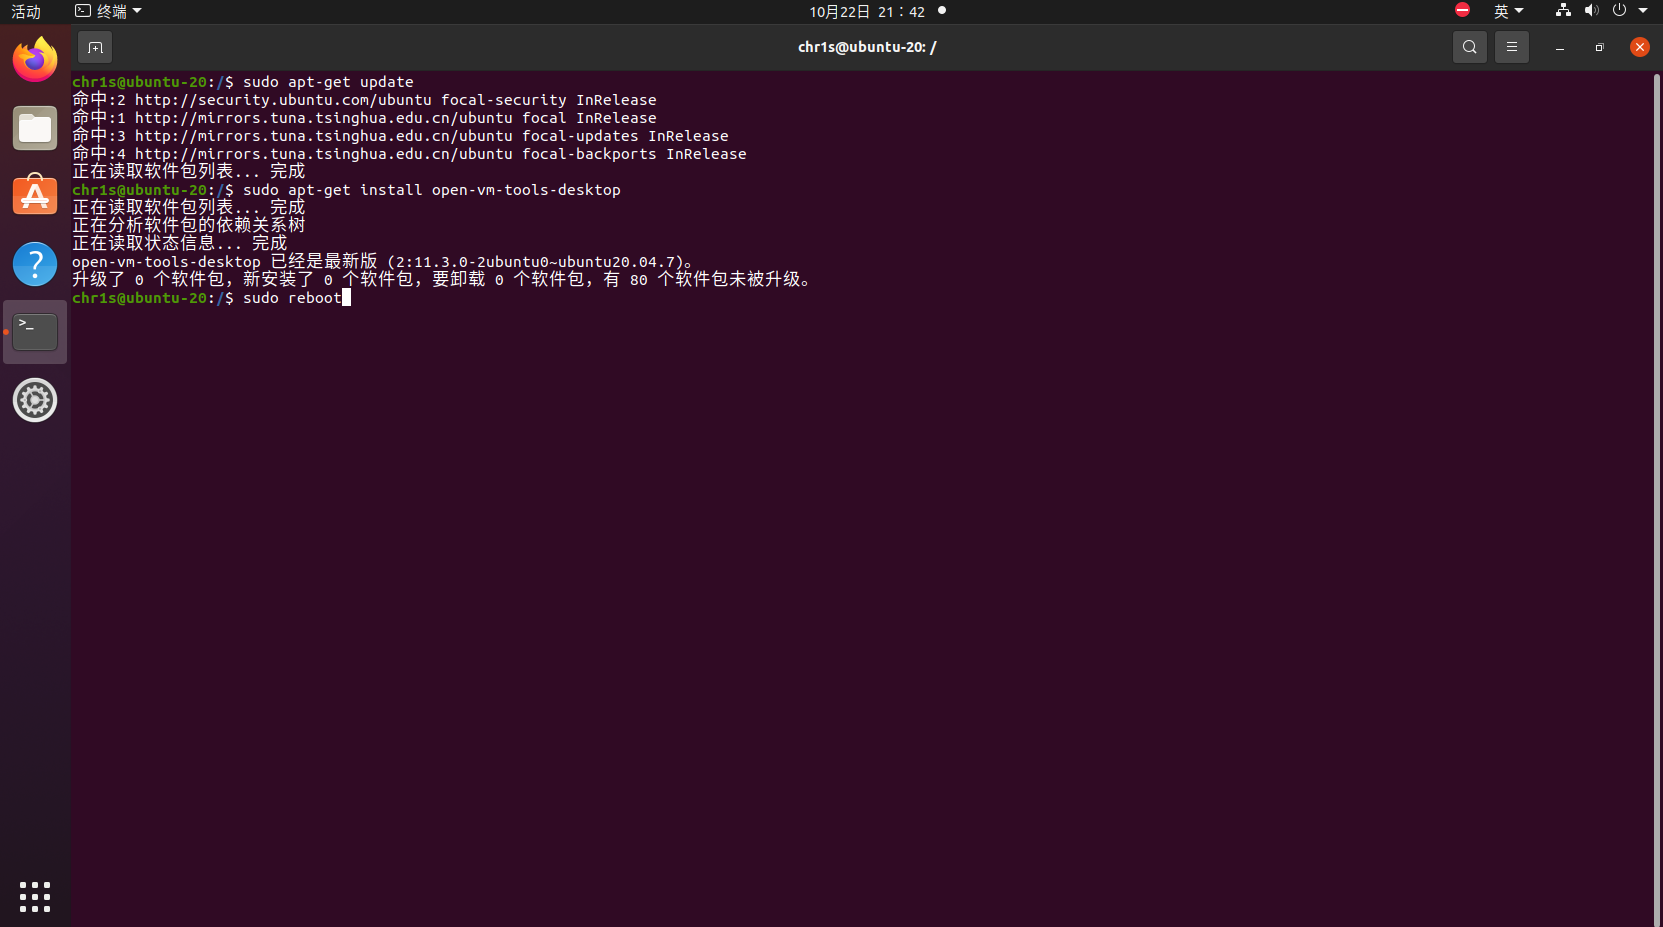 活动 终端 10月22日 21：42 英
chr1s@ubuntu-20: /
chr1s@ubuntu-20:/$ sudo apt-get update
命中:2 http://security.ubuntu.com/ubuntu focal-security InRelease
命中:1 http://mirrors.tuna.tsinghua.edu.cn/ubuntu focal InRelease
命中:3 http://mirrors.tuna.tsinghua.edu.cn/ubuntu focal-updates InRelease
命中:4 http://mirrors.tuna.tsinghua.edu.cn/ubuntu focal-backports InRelease
正在读取软件包列表... 完成
chr1s@ubuntu-20:/$ sudo apt-get install open-vm-tools-desktop
正在读取软件包列表... 完成
正在分析软件包的依赖关系树
正在读取状态信息... 完成
open-vm-tools-desktop 已经是最新版 (2:11.3.0-2ubuntu0~ubuntu20.04.7)。
升级了 0 个软件包，新安装了 0 个软件包，要卸载 0 个软件包，有 80 个软件包未被升级。
chr1s@ubuntu-20:/$ sudo reboot